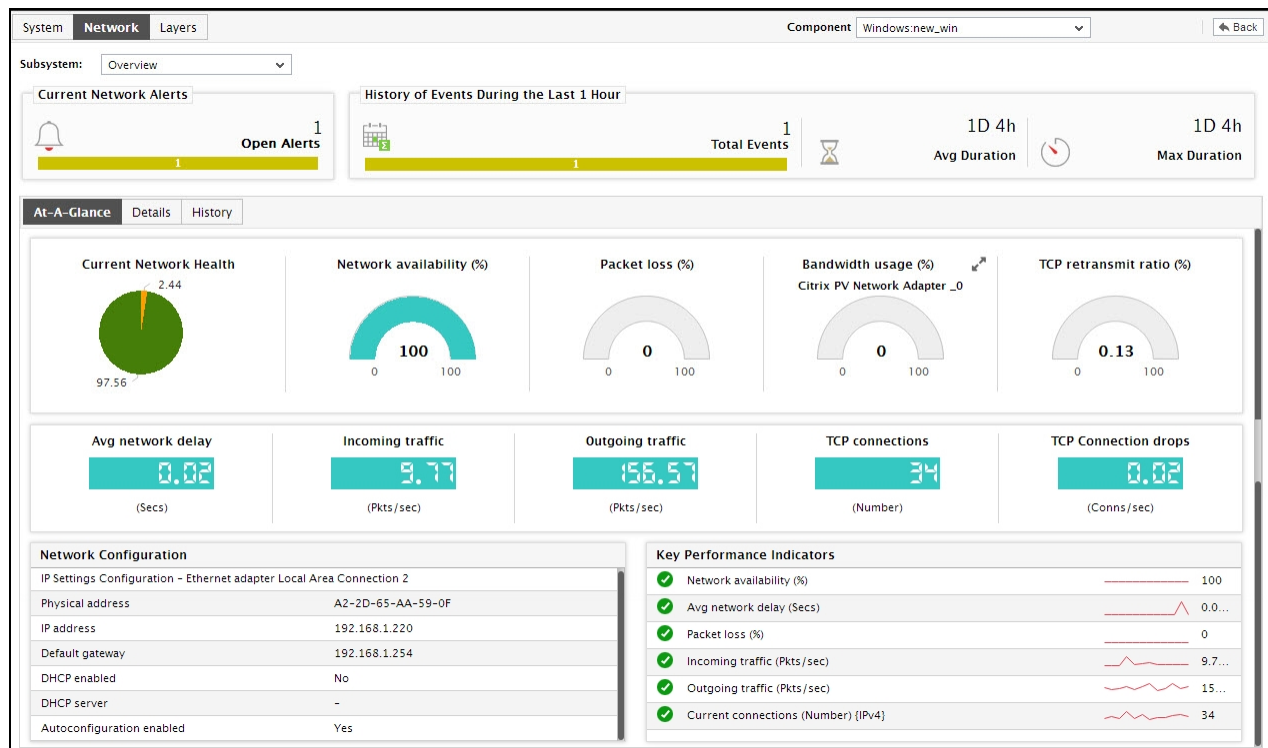 System Network Layers Component Windows:new_win Back
Subsystem: Overview
Current Network Alerts
1
Open Alerts
1
History of Events During the Last 1 Hour
1
Total Events
1
1D 4h
Avg Duration
1D 4h
Max Duration
At-A-Glance Details History
Current Network Health
2.44
97.56
Network availability (%)
100
0 100
Packet loss (%)
0
0 100
Bandwidth usage (%)
Citrix PV Network Adapter _0
0
0 100
TCP retransmit ratio (%)
0.13
0 100
Avg network delay
0.02
(Secs)
Incoming traffic
9.77
(Pkts/sec)
Outgoing traffic
156.57
(Pkts/sec)
TCP connections
34
(Number)
TCP Connection drops
0.02
(Conns/sec)
Network Configuration
IP Settings Configuration - Ethernet adapter Local Area Connection 2
Physical address A2-2D-65-AA-59-0F
IP address 192.168.1.220
Default gateway 192.168.1.254
DHCP enabled No
DHCP server -
Autoconfiguration enabled Yes
Key Performance Indicators
Network availability (%) 100
Avg network delay (Secs) 0.0...
Packet loss (%) 0
Incoming traffic (Pkts/sec) 9.7...
Outgoing traffic (Pkts/sec) 15...
Current connections (Number) {IPv4} 34